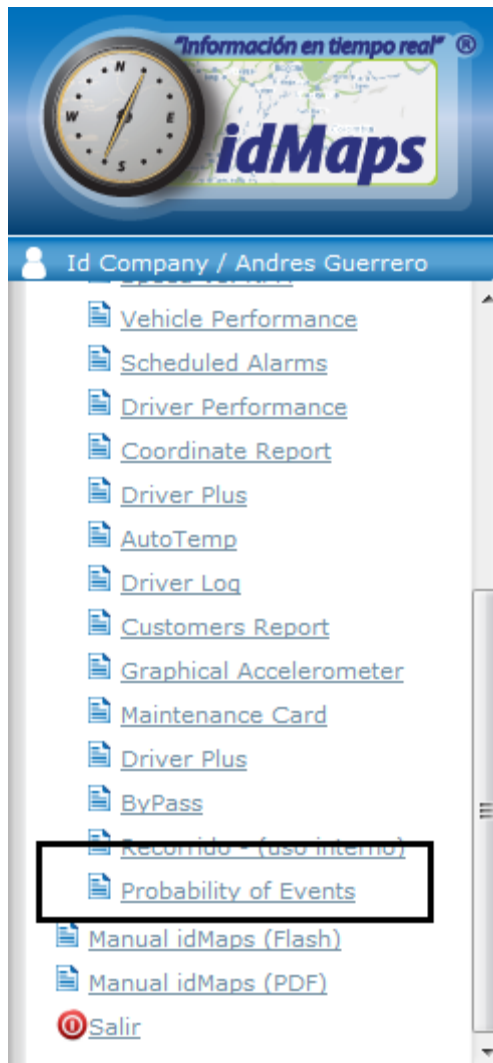 "Información en tiempo real" ®
N
W E
S
idMaps
Id Company / Andres Guerrero
Vehicle Performance
Scheduled Alarms
Driver Performance
Coordinate Report
Driver Plus
AutoTemp
Driver Log
Customers Report
Graphical Accelerometer
Maintenance Card
Driver Plus
ByPass
Recorrido - (uso interno)
Probability of Events
Manual idMaps (Flash)
Manual idMaps (PDF)
Salir